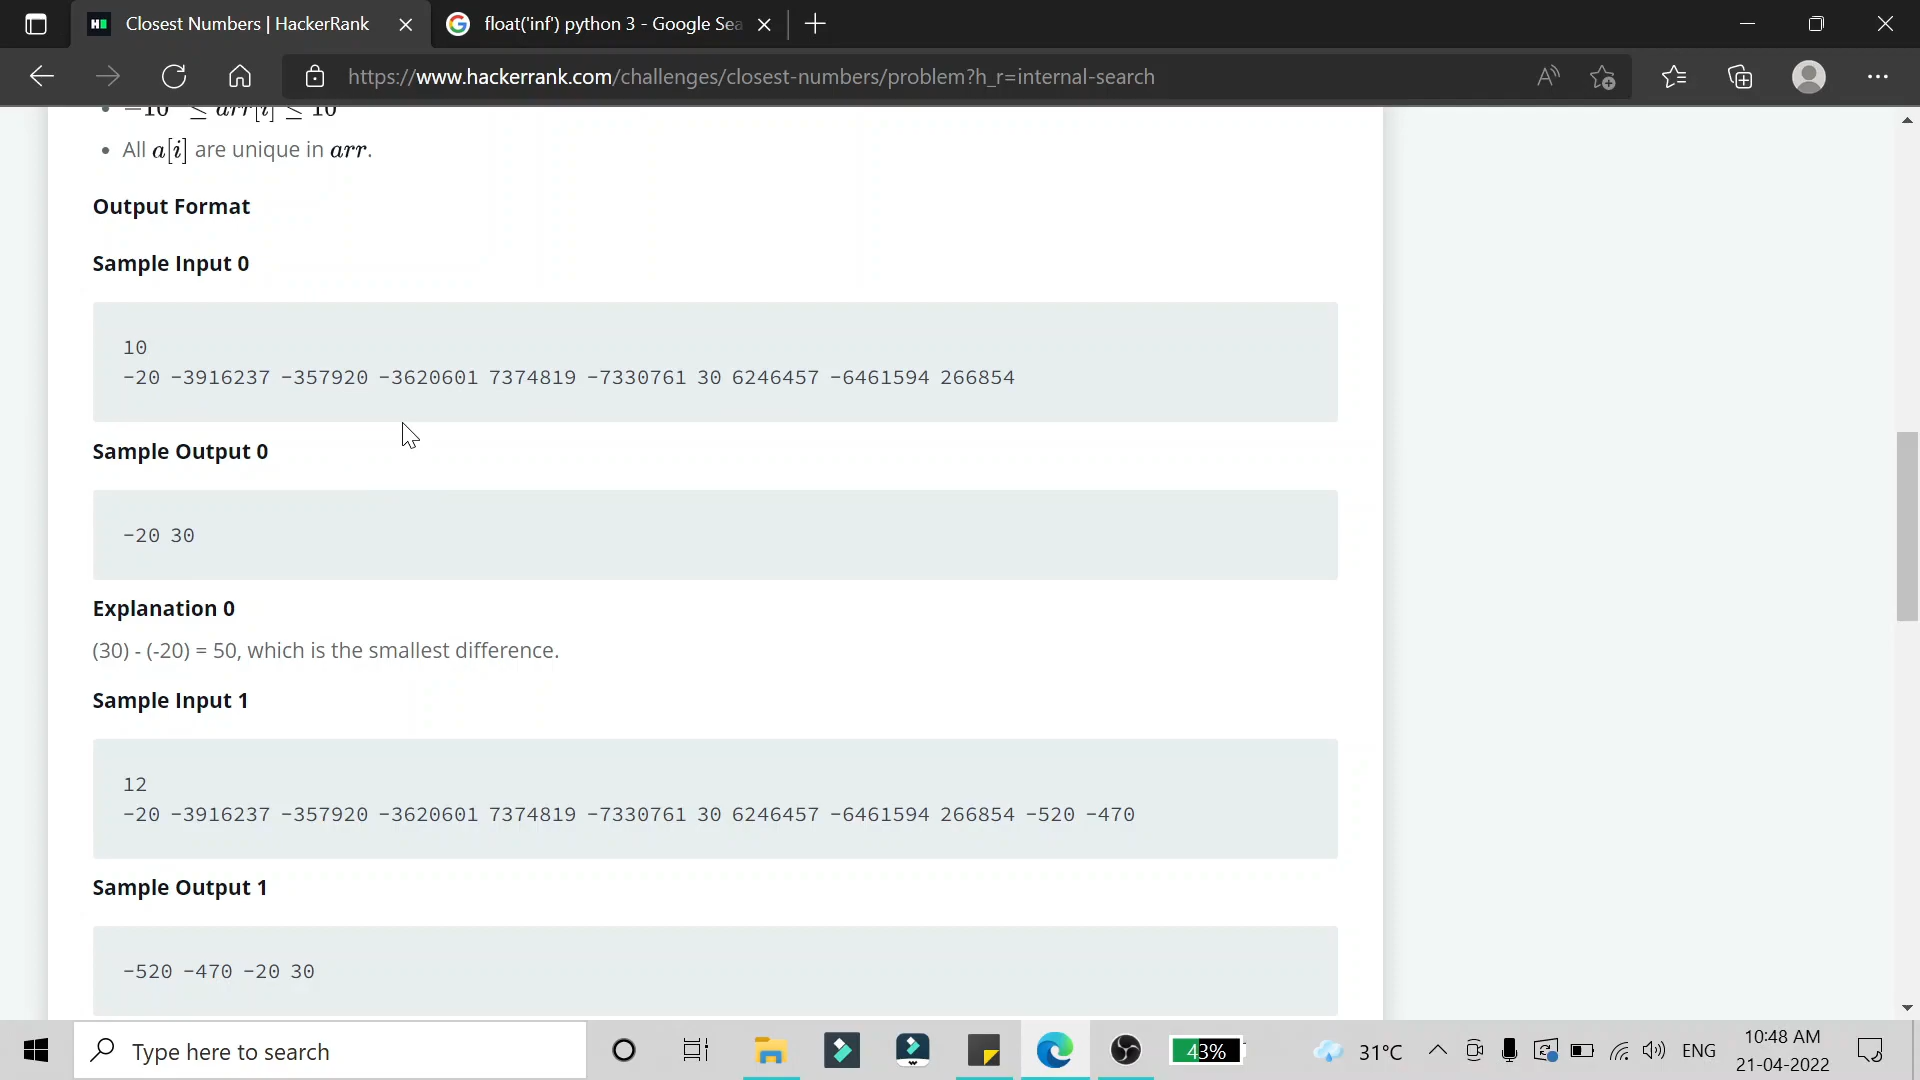 Closest Numbers | HackerRank
float('inf') python 3 - Google Sea
https://www.hackerrank.com/challenges/closest-numbers/problem?h_r=internal-search
≤ arr[i] ≤
All a[i] are unique in arr.
Output Format
Sample Input 0
10
-20 -3916237 -357920 -3620601 7374819 -7330761 30 6246457 -6461594 266854
Sample Output 0
-20 30
Explanation 0
(30) - (-20) = 50, which is the smallest difference.
Sample Input 1
12
-20 -3916237 -357920 -3620601 7374819 -7330761 30 6246457 -6461594 266854 -520 -470
Sample Output 1
-520 -470 -20 30
Type here to search
43%
31°C
ENG
10:48 AM
21-04-2022